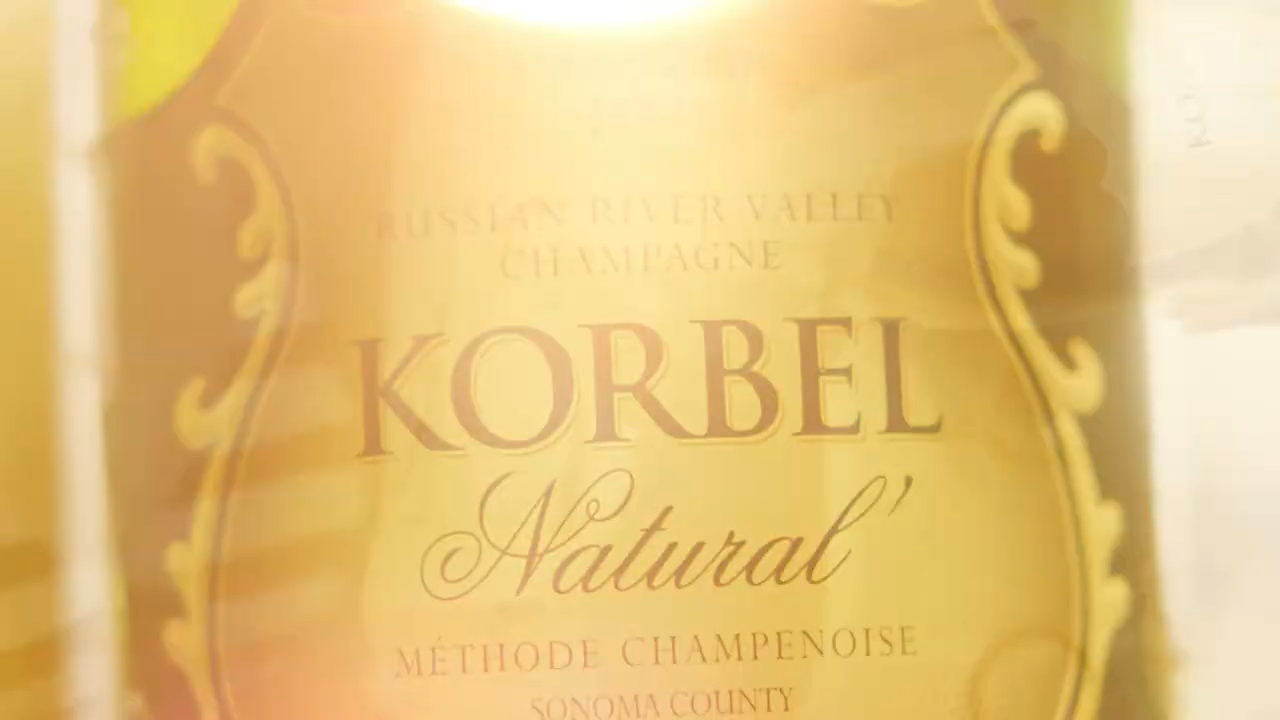 RUSSIAN RIVER VALLEY
CHAMPAGNE
KORBEL
Natural'
MÉTHODE CHAMPENOISE
SONOMA COUNTY